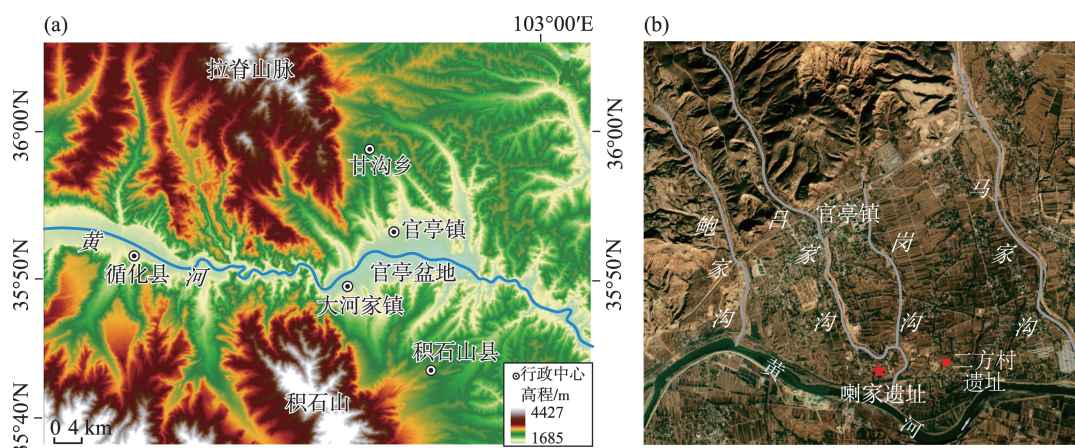 (a)
103°00′E
拉脊山脉
36°00′N
36°00′N
甘沟乡
官亭镇
黄河
循化县
官亭盆地
35°50′N
35°50′N
大河家镇
积石山县
积石山
行政中心
高程/m
4427
1685
35°40′N
0 4 km
(b)
鲍家沟
吕家沟
官亭镇
岗沟
马家沟
二方村
遗址
喇家遗址
黄河